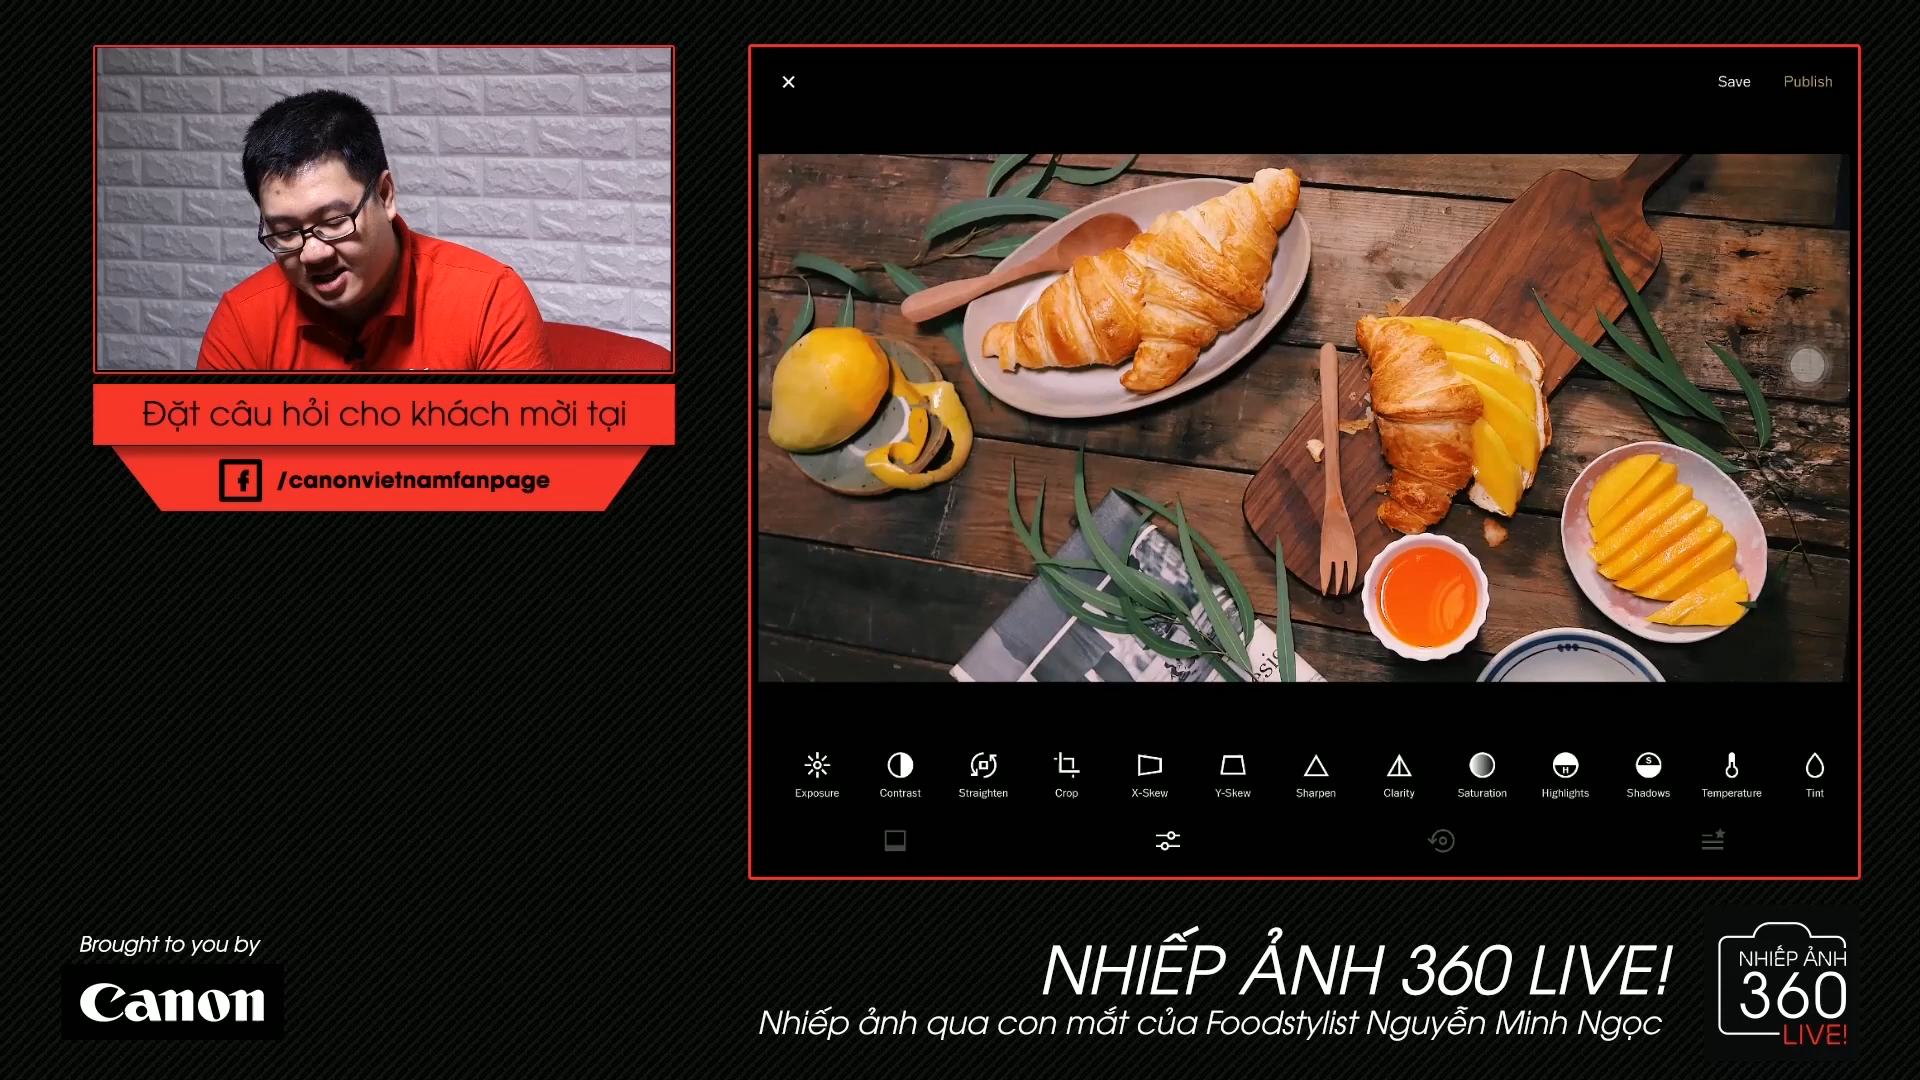 Save Publish
Đặt câu hỏi cho khách mời tại
f /canonvietnamfanpage
H S
Exposure Contrast Straighten Crop X-Skew Y-Skew Sharpen Clarity Saturation Highlights Shadows Temperature Tint
Brought to you by
Canon
NHIẾP ẢNH 360 LIVE!
Nhiếp ảnh qua con mắt của Foodstylist Nguyễn Minh Ngọc
NHIẾP ẢNH
360
LIVE!